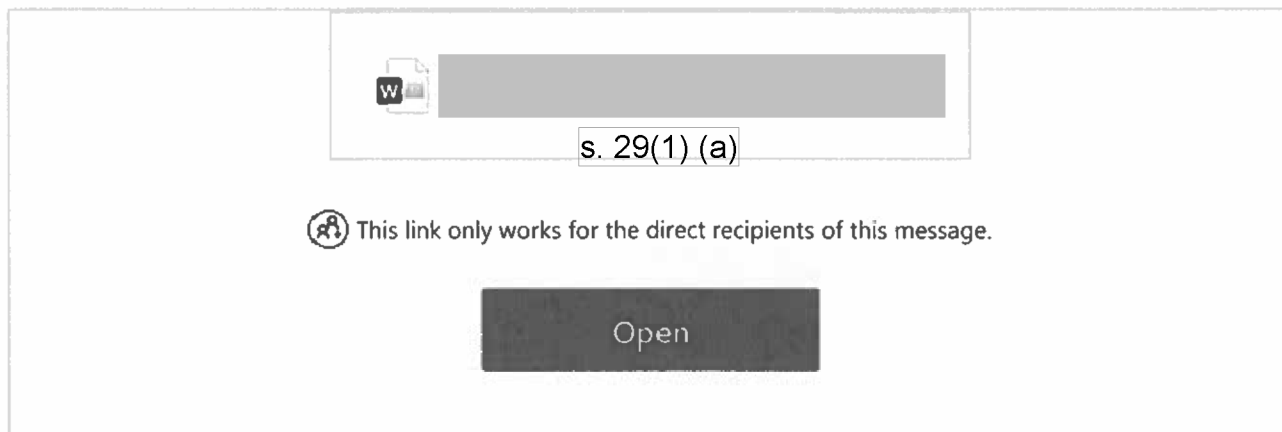 W
s. 29(1) (a)
This link only works for the direct recipients of this message.
Open